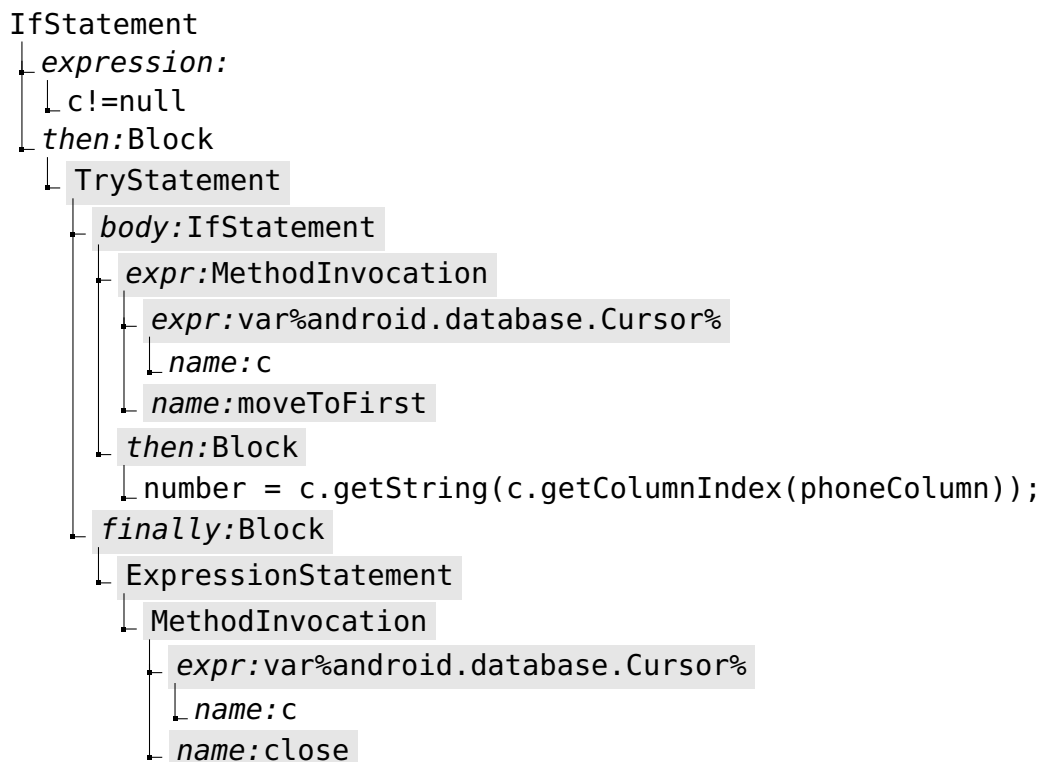 IfStatement
expression:
c!=null
then:Block
TryStatement
body:IfStatement
expr:MethodInvocation
expr:var%android.database.Cursor%
name:c
name:moveToFirst
then:Block
number = c.getString(c.getColumnIndex(phoneColumn));
finally:Block
ExpressionStatement
MethodInvocation
expr:var%android.database.Cursor%
name:c
name:close